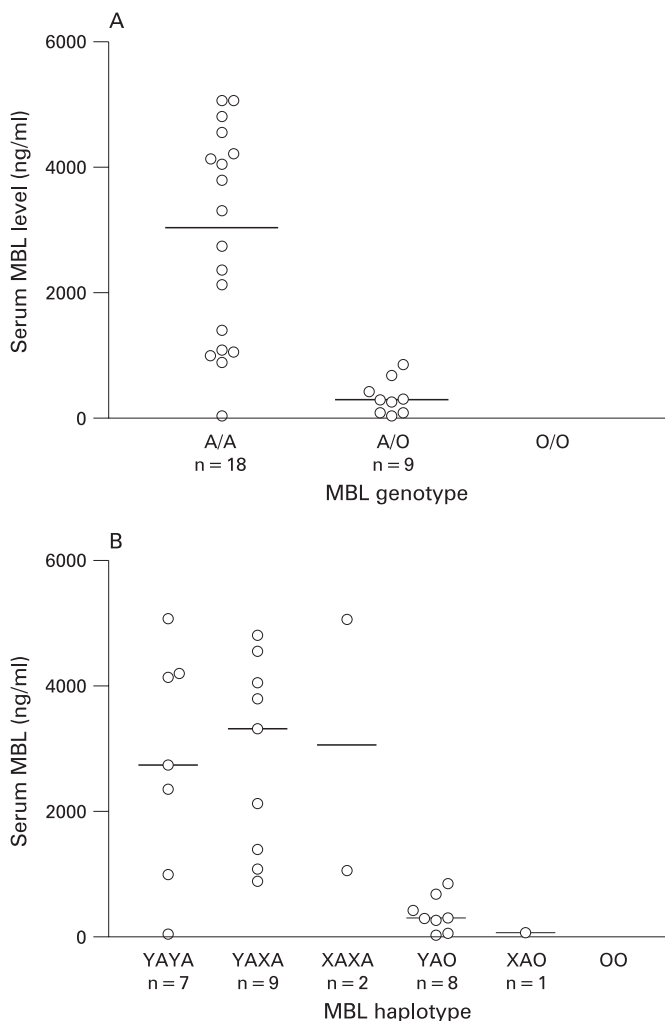 A
6000
4000
2000
0
Serum MBL level (ng/ml)
A/A A/O O/O
n = 18 n = 9
MBL genotype
B
6000
4000
2000
0
Serum MBL (ng/ml)
YAYA YAXA XAXA YAO XAO OO
n = 7 n = 9 n = 2 n = 8 n = 1
MBL haplotype